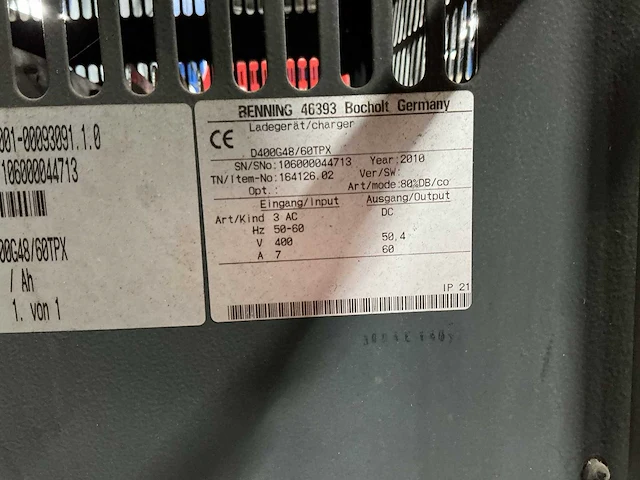 001-00093091.1.0
106000044713
00G48/60TPX
/ Ah
1. von 1
BENNING 46393 Bocholt Germany
CE Ladegerät/charger
D400G48/60TPX
SN/SNo:106000044713 Year:2010
TN/Item-No:164126.02 Ver/SW:
Opt.: Art/mode:80%DB/co
Eingang/Input Ausgang/Output
Art/Kind 3 AC DC
Hz 50-60
V 400 50,4
A 7 60
IP 21